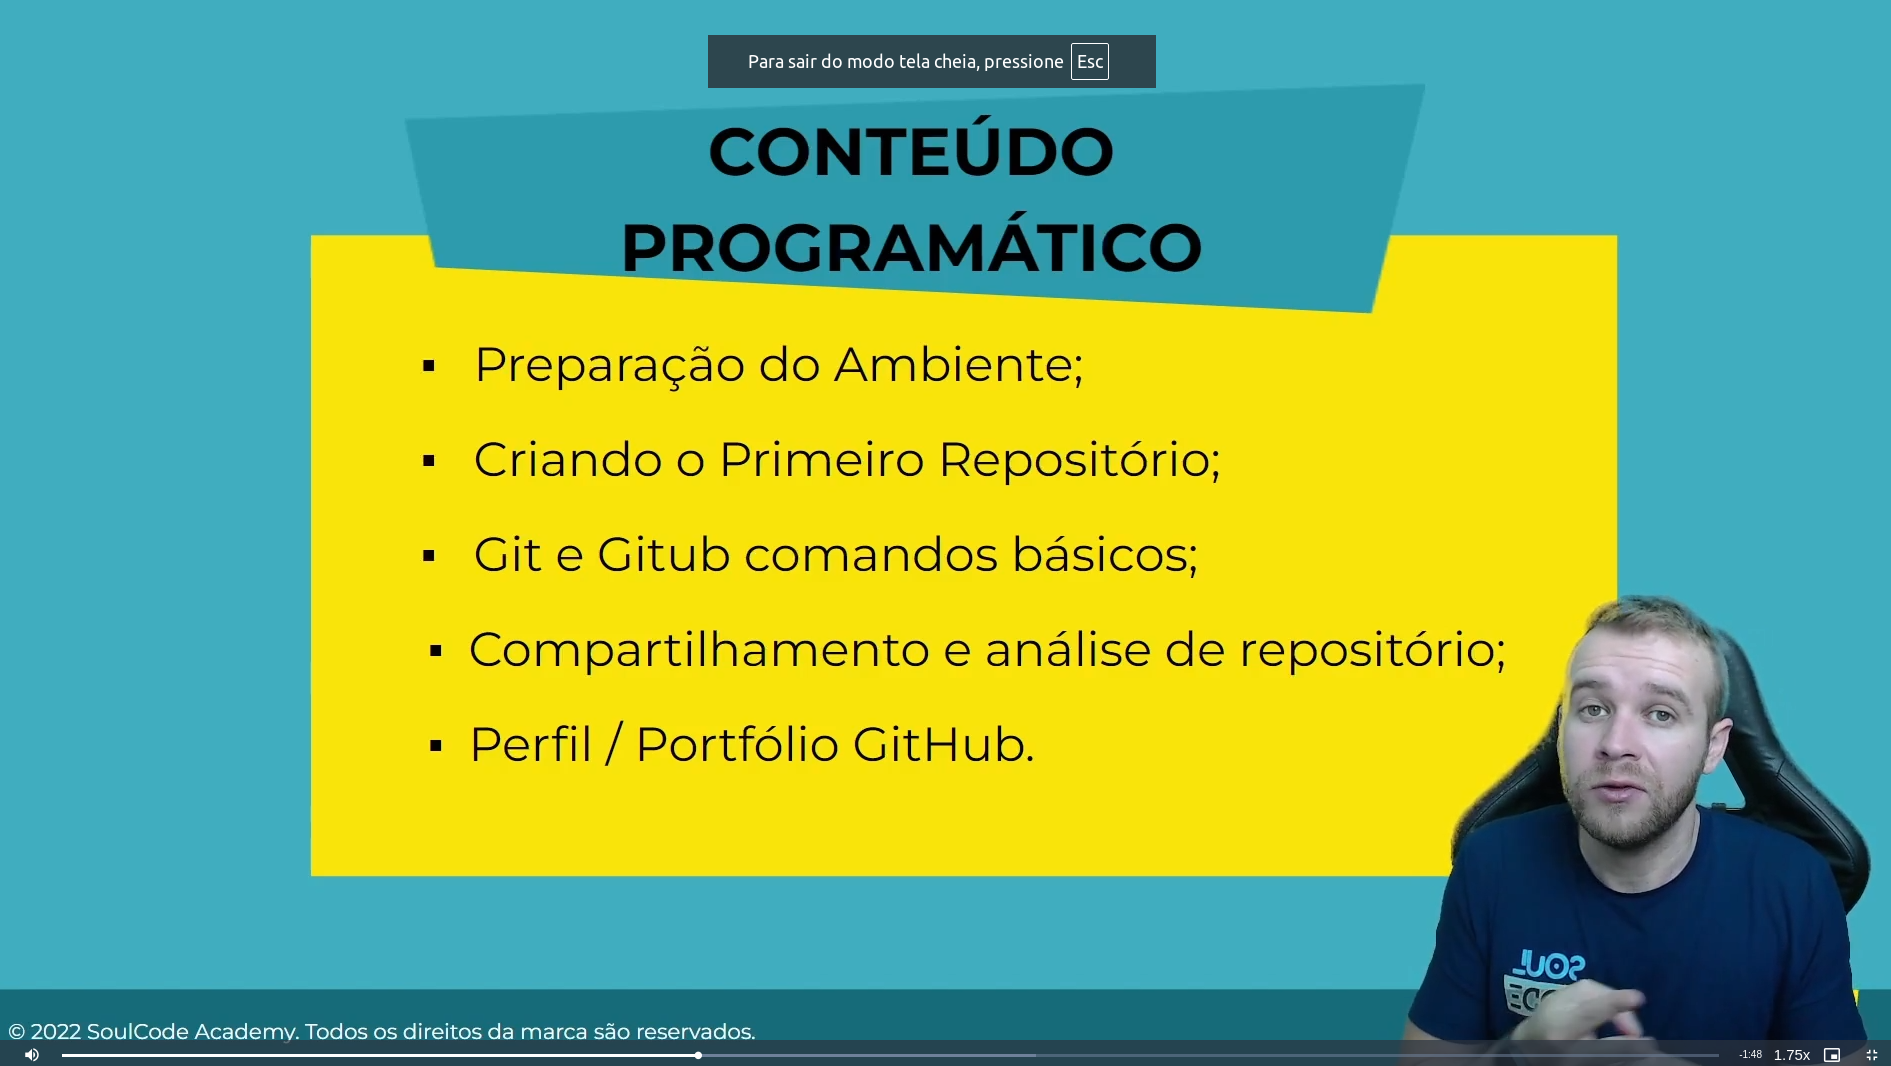 Para sair do modo tela cheia, pressione Esc
CONTEÚDO
PROGRAMÁTICO
▪ Preparação do Ambiente;
▪ Criando o Primeiro Repositório;
▪ Git e Gitub comandos básicos;
▪ Compartilhamento e análise de repositório;
▪ Perfil / Portfólio GitHub.
SOUL
© 2022 SoulCode Academy. Todos os direitos da marca são reservados.
-1:48 1.75x